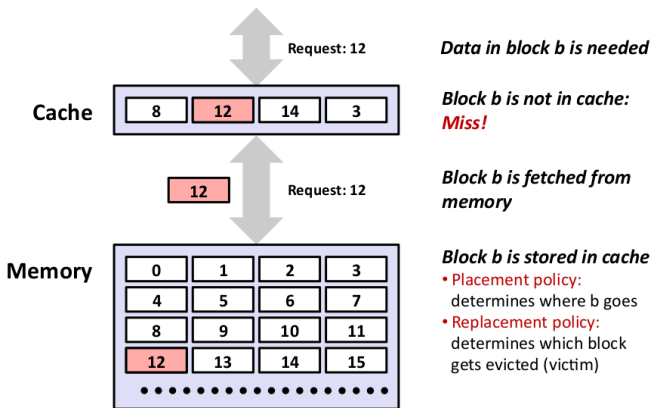 Request: 12
Data in block b is needed
Cache
8 12 14 3
Block b is not in cache:
Miss!
12
Request: 12
Block b is fetched from
memory
Memory
0 1 2 3
4 5 6 7
8 9 10 11
12 13 14 15
Block b is stored in cache
• Placement policy:
determines where b goes
• Replacement policy:
determines which block
gets evicted (victim)